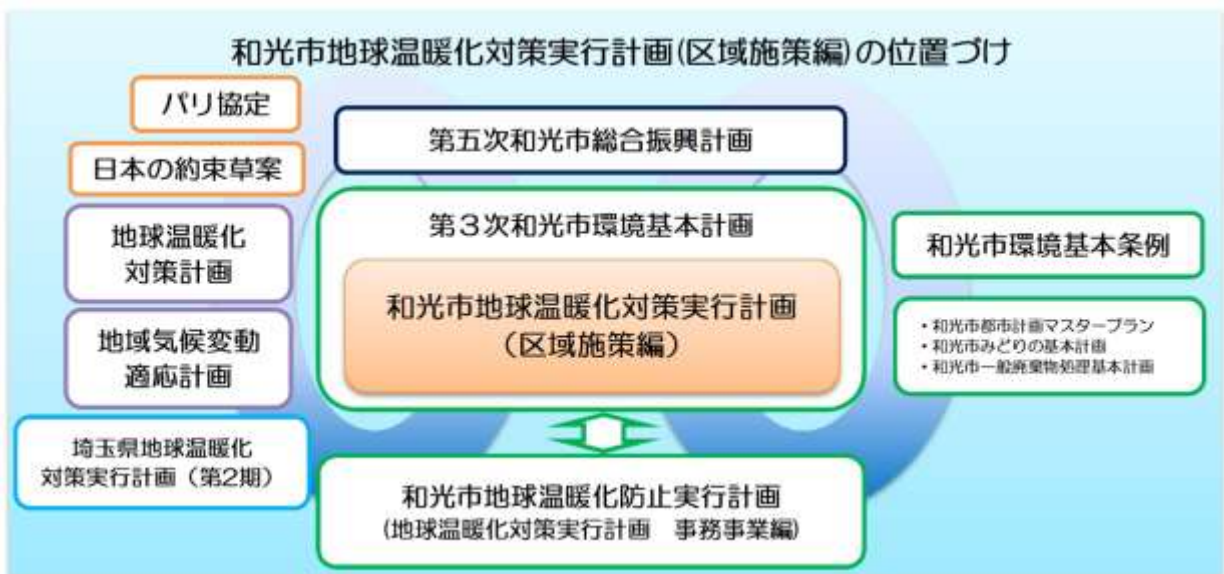 和光市地球温暖化対策実行計画(区域施策編)の位置づけ
パリ協定
日本の約束草案
地球温暖化
対策計画
地域気候変動
適応計画
埼玉県地球温暖化
対策実行計画（第2期）
第五次和光市総合振興計画
第３次和光市環境基本計画
和光市地球温暖化対策実行計画
（区域施策編）
和光市地球温暖化防止実行計画
(地球温暖化対策実行計画　事務事業編)
和光市環境基本条例
・和光市都市計画マスタープラン
・和光市みどりの基本計画
・和光市一般廃棄物処理基本計画